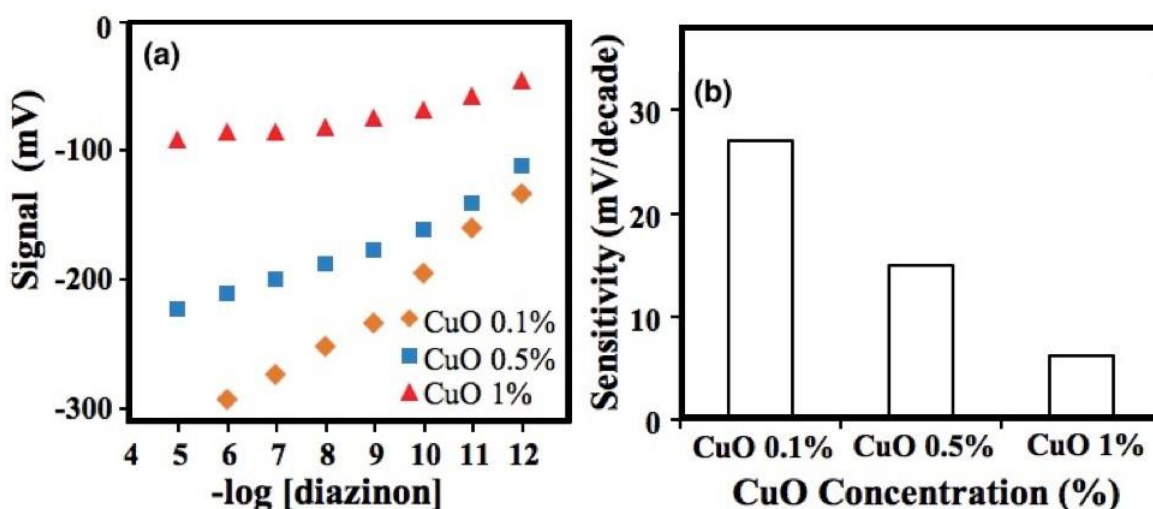 (a)
Signal (mV)
0
-100
-200
-300
CuO 0.1%
CuO 0.5%
CuO 1%
4 5 6 7 8 9 10 11 12
-log [diazinon]
(b)
Sensitivity (mV/decade)
30
20
10
0
CuO 0.1% CuO 0.5% CuO 1%
CuO Concentration (%)